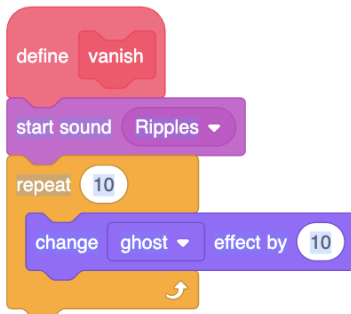 define vanish
start sound Ripples
repeat 10
change ghost effect by 10